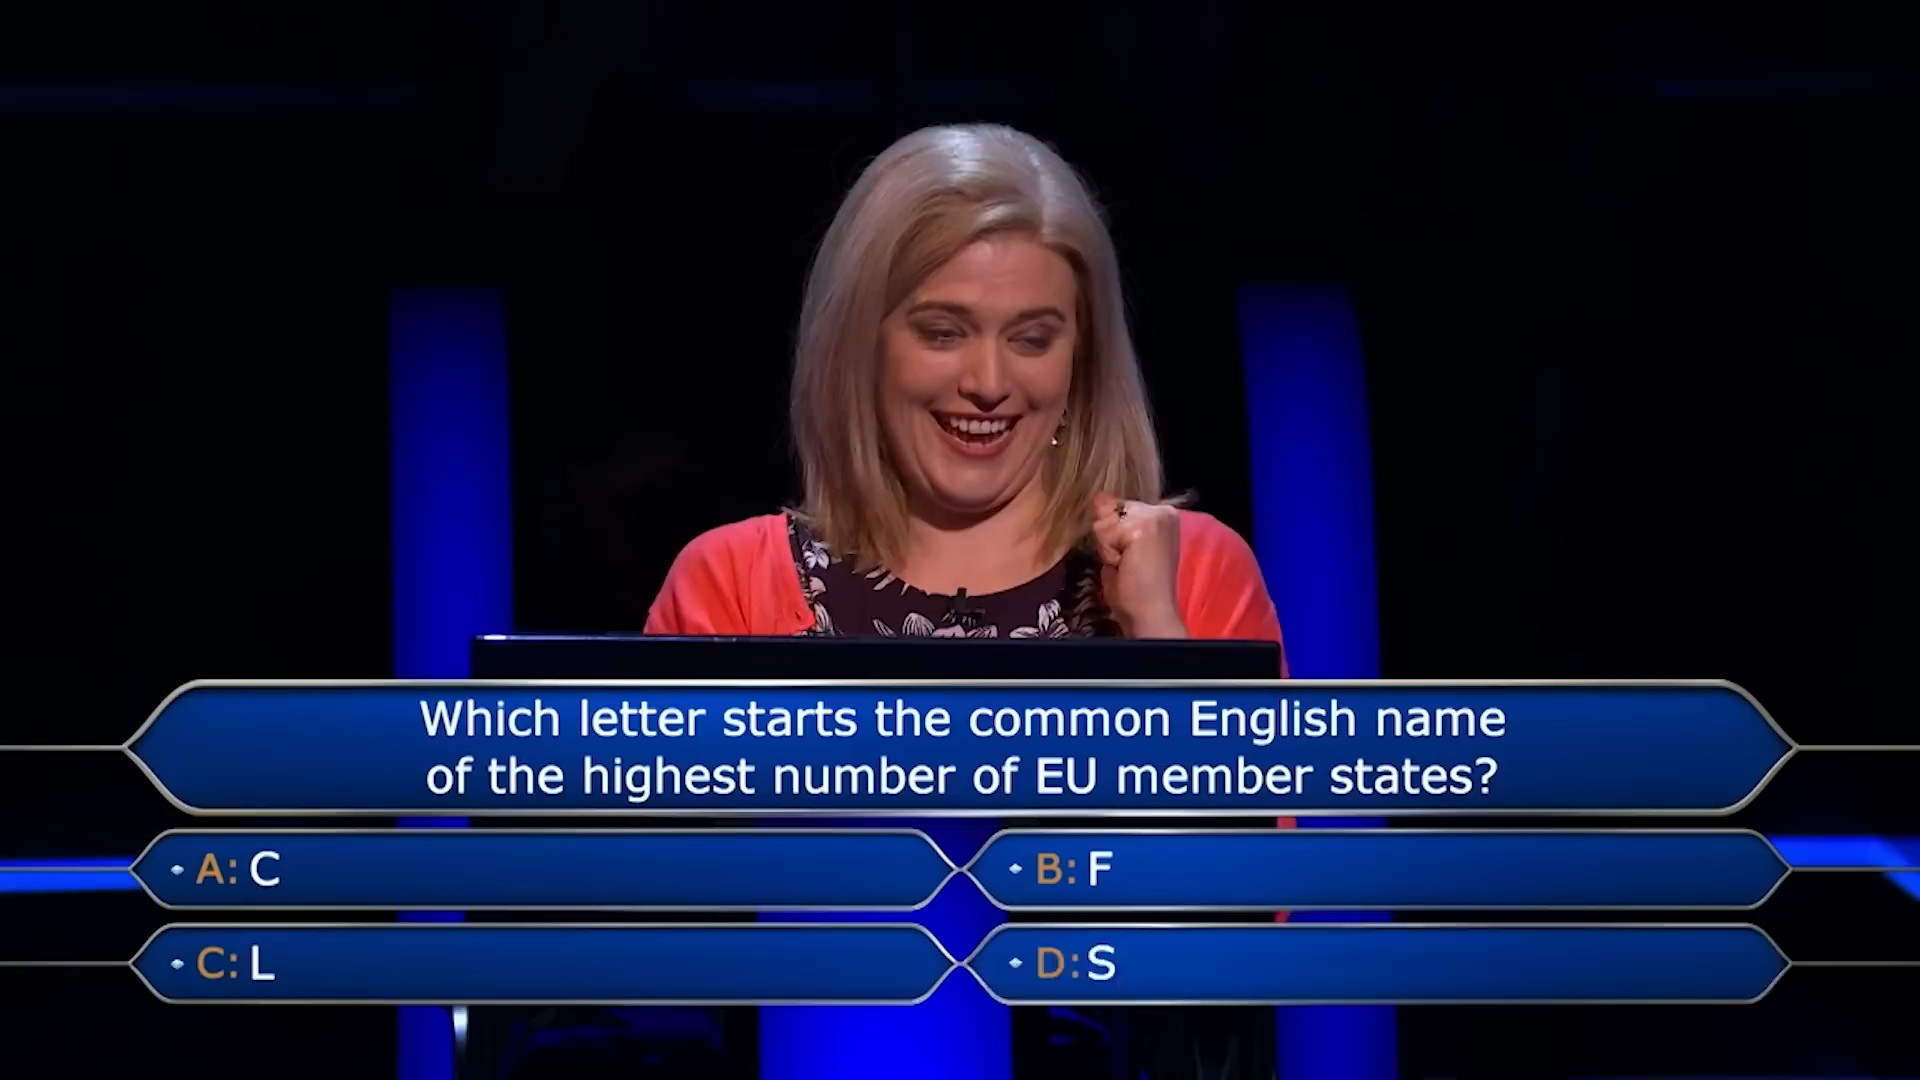 Which letter starts the common English name
of the highest number of EU member states?
A: C
B: F
C: L
D: S